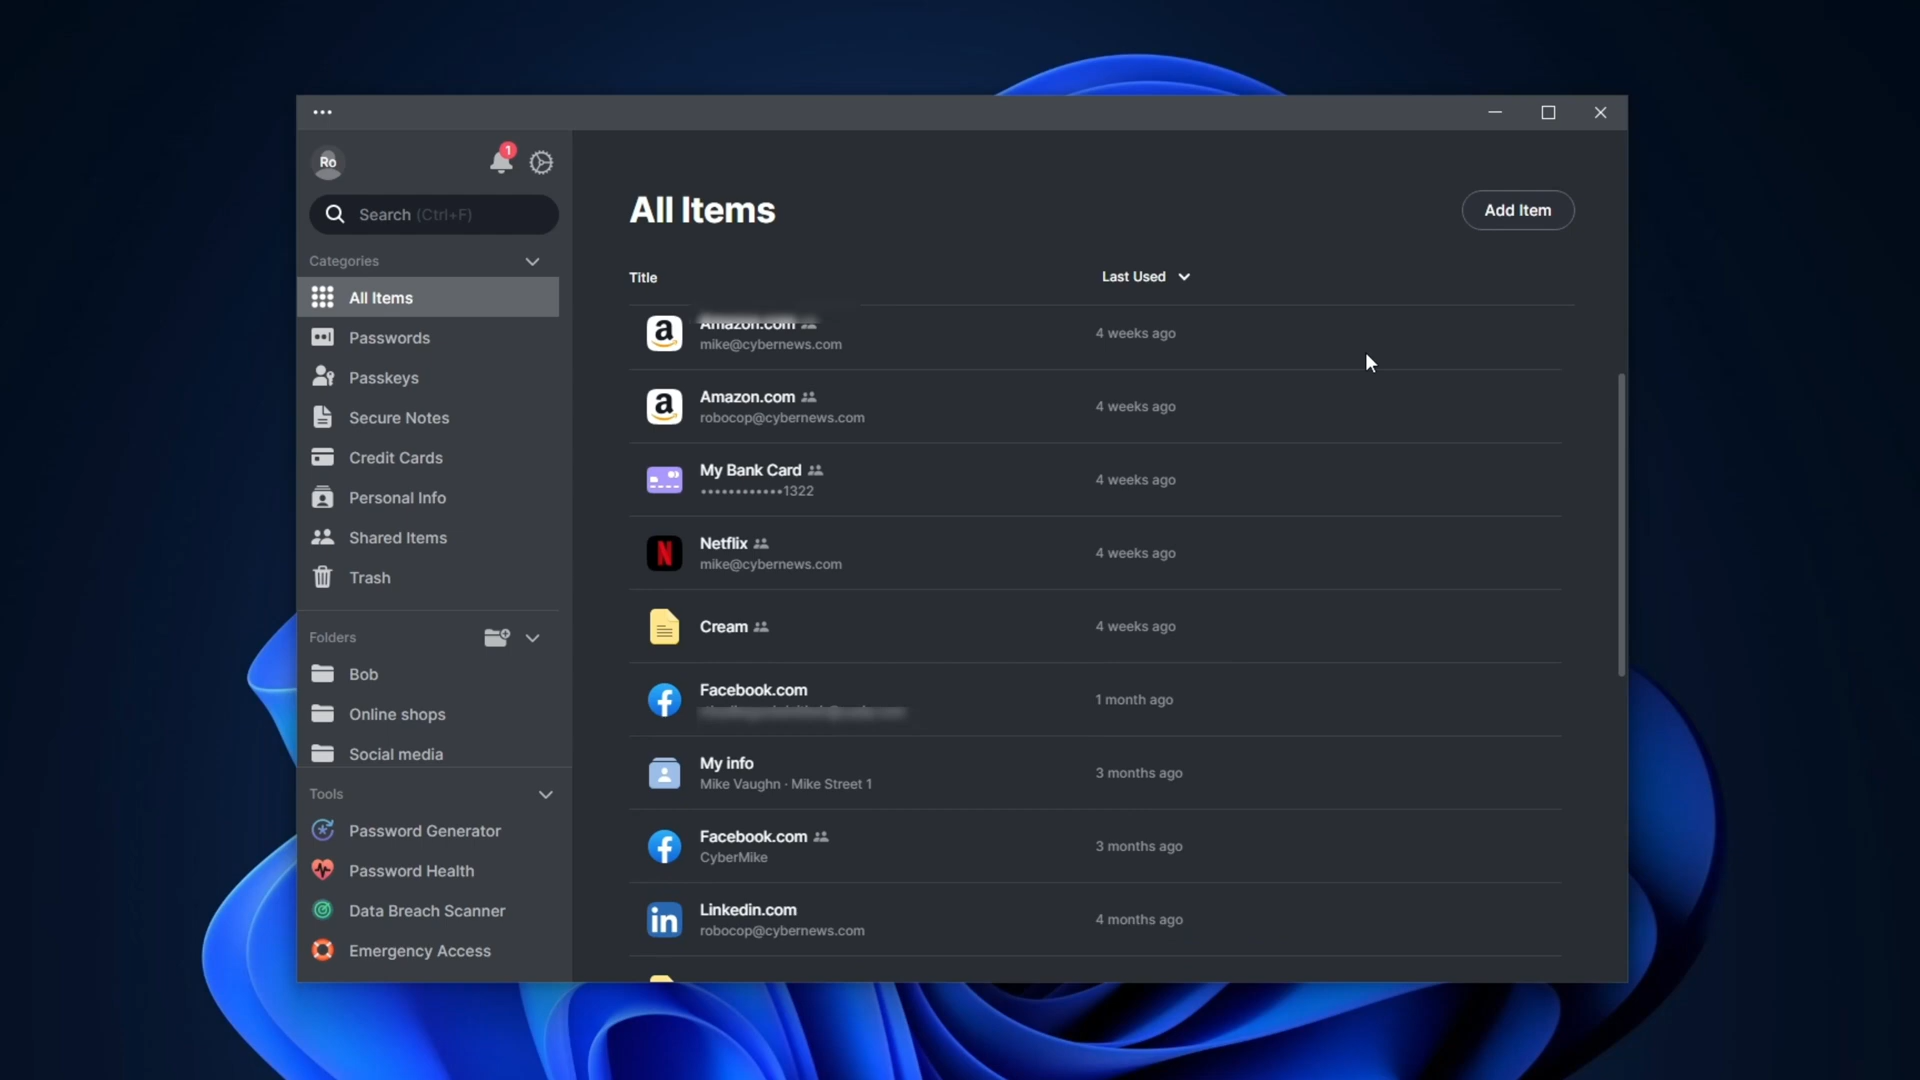 Ro
1
Search (Ctrl+F)
Categories
All Items
Passwords
Passkeys
Secure Notes
Credit Cards
Personal Info
Shared Items
Trash
Folders
Bob
Online shops
Social media
Tools
Password Generator
Password Health
Data Breach Scanner
Emergency Access
All Items
Add Item
Title
Last Used
Amazon.com
mike@cybernews.com
4 weeks ago
Amazon.com
robocop@cybernews.com
4 weeks ago
My Bank Card
••••••••••••1322
4 weeks ago
Netflix
mike@cybernews.com
4 weeks ago
Cream
4 weeks ago
Facebook.com
1 month ago
My info
Mike Vaughn · Mike Street 1
3 months ago
Facebook.com
CyberMike
3 months ago
Linkedin.com
robocop@cybernews.com
4 months ago